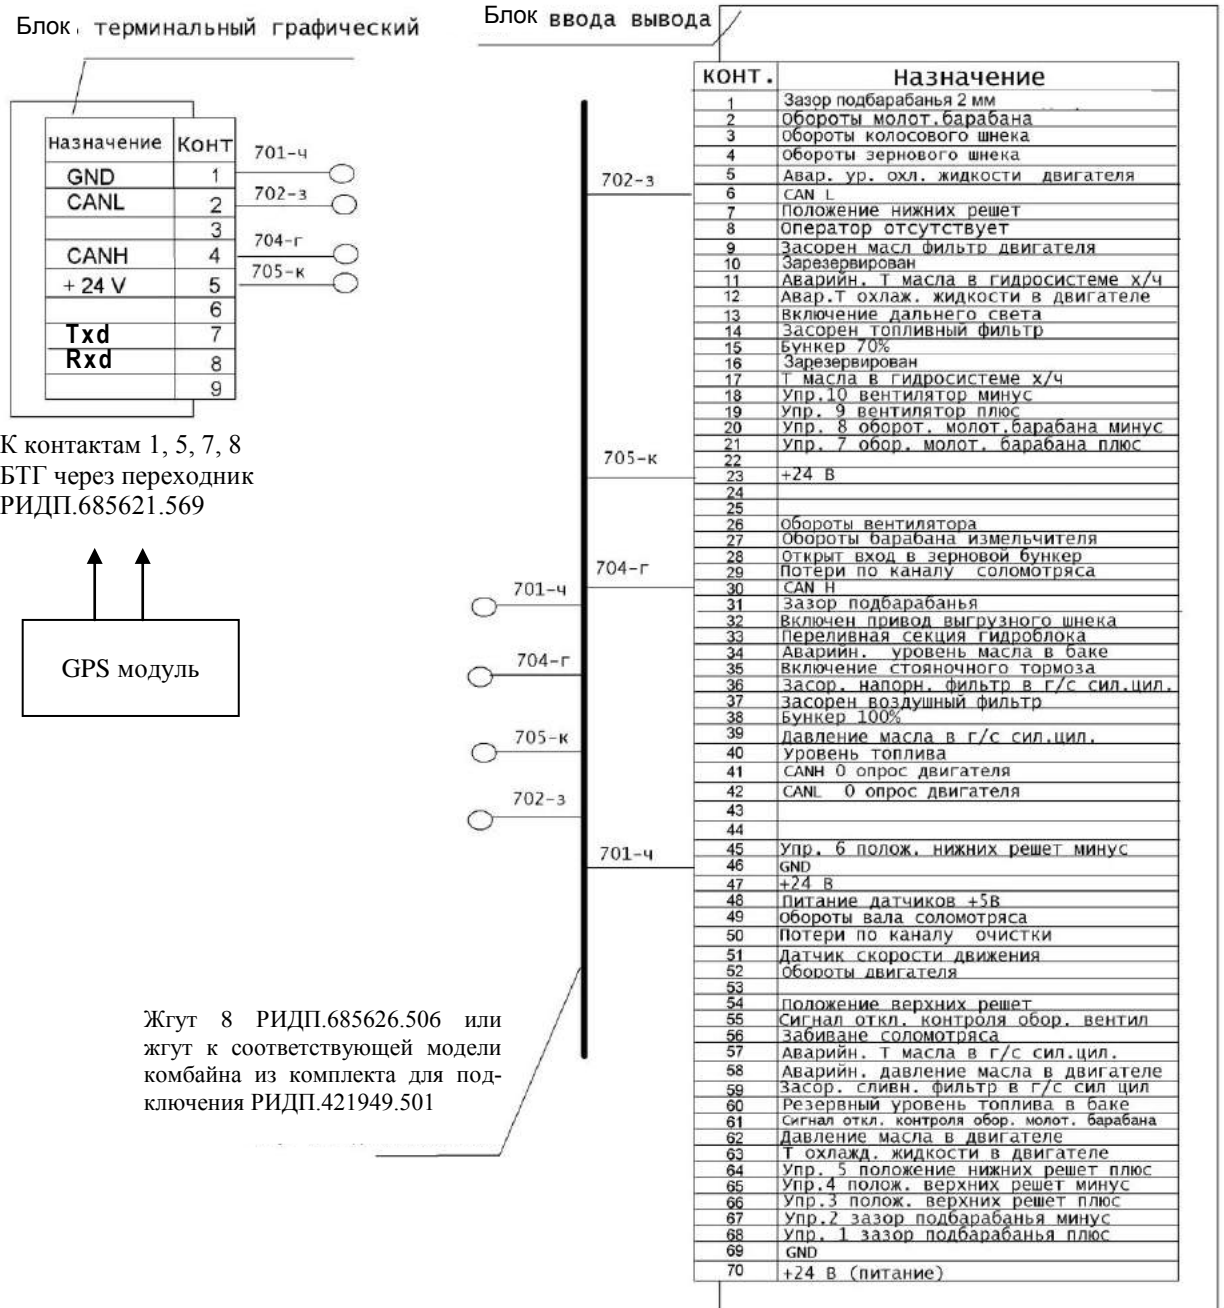 Блок терминальный графический
Блок ввода вывода
Назначение Конт
GND 1
CANL 2
3
CANH 4
+ 24 V 5
6
Txd 7
Rxd 8
9
701-ч
702-з
704-г
705-к
К контактам 1, 5, 7, 8
БТГ через переходник
РИДП.685621.569
GPS модуль
701-ч
704-г
705-к
702-з
702-з
705-к
704-г
701-ч
Жгут 8 РИДП.685626.506 или
жгут к соответствующей модели
комбайна из комплекта для под-
ключения РИДП.421949.501
конт. Назначение
1 Зазор подбарабанья 2 мм
2 Обороты молот.барабана
3 Обороты колосового шнека
4 Обороты зернового шнека
5 Авар. ур. охл. жидкости двигателя
6 CAN L
7 Положение нижних решет
8 Оператор отсутствует
9 Засорен масл фильтр двигателя
10 Зарезервирован
11 Аварийн. Т масла в гидросистеме х/ч
12 Авар.Т охлаж. жидкости в двигателе
13 Включение дальнего света
14 Засорен топливный фильтр
15 Бункер 70%
16 Зарезервирован
17 Т масла в гидросистеме х/ч
18 Упр.10 вентилятор минус
19 Упр. 9 вентилятор плюс
20 Упр. 8 оборот. молот.барабана минус
21 Упр. 7 обор. молот. барабана плюс
22
23 +24 В
24
25
26 Обороты вентилятора
27 Обороты барабана измельчителя
28 Открыт вход в зерновой бункер
29 Потери по каналу соломотряса
30 CAN H
31 Зазор подбарабанья
32 Включен привод выгрузного шнека
33 Переливная секция гидроблока
34 Аварийн. уровень масла в баке
35 Включение стояночного тормоза
36 Засор. напорн. фильтр в г/с сил.цил.
37 Засорен воздушный фильтр
38 Бункер 100%
39 Давление масла в г/с сил.цил.
40 Уровень топлива
41 CANH 0 опрос двигателя
42 CANL 0 опрос двигателя
43
44
45 Упр. 6 полож. нижних решет минус
46 GND
47 +24 В
48 Питание датчиков +5В
49 Обороты вала соломотряса
50 Потери по каналу очистки
51 Датчик скорости движения
52 Обороты двигателя
53
54 Положение верхних решет
55 Сигнал откл. контроля обор. вентил
56 Забиване соломотряса
57 Аварийн. Т масла в г/с сил.цил.
58 Аварийн. давление масла в двигателе
59 Засор. сливн. фильтр в г/с сил цил
60 Резервный уровень топлива в баке
61 Сигнал откл. контроля обор. молот. барабана
62 Давление масла в двигателе
63 Т охлажд. жидкости в двигателе
64 Упр. 5 положение нижних решет плюс
65 Упр.4 полож. верхних решет минус
66 Упр.3 полож. верхних решет плюс
67 Упр.2 зазор подбарабанья минус
68 Упр. 1 зазор подбарабанья плюс
69 GND
70 +24 В (питание)